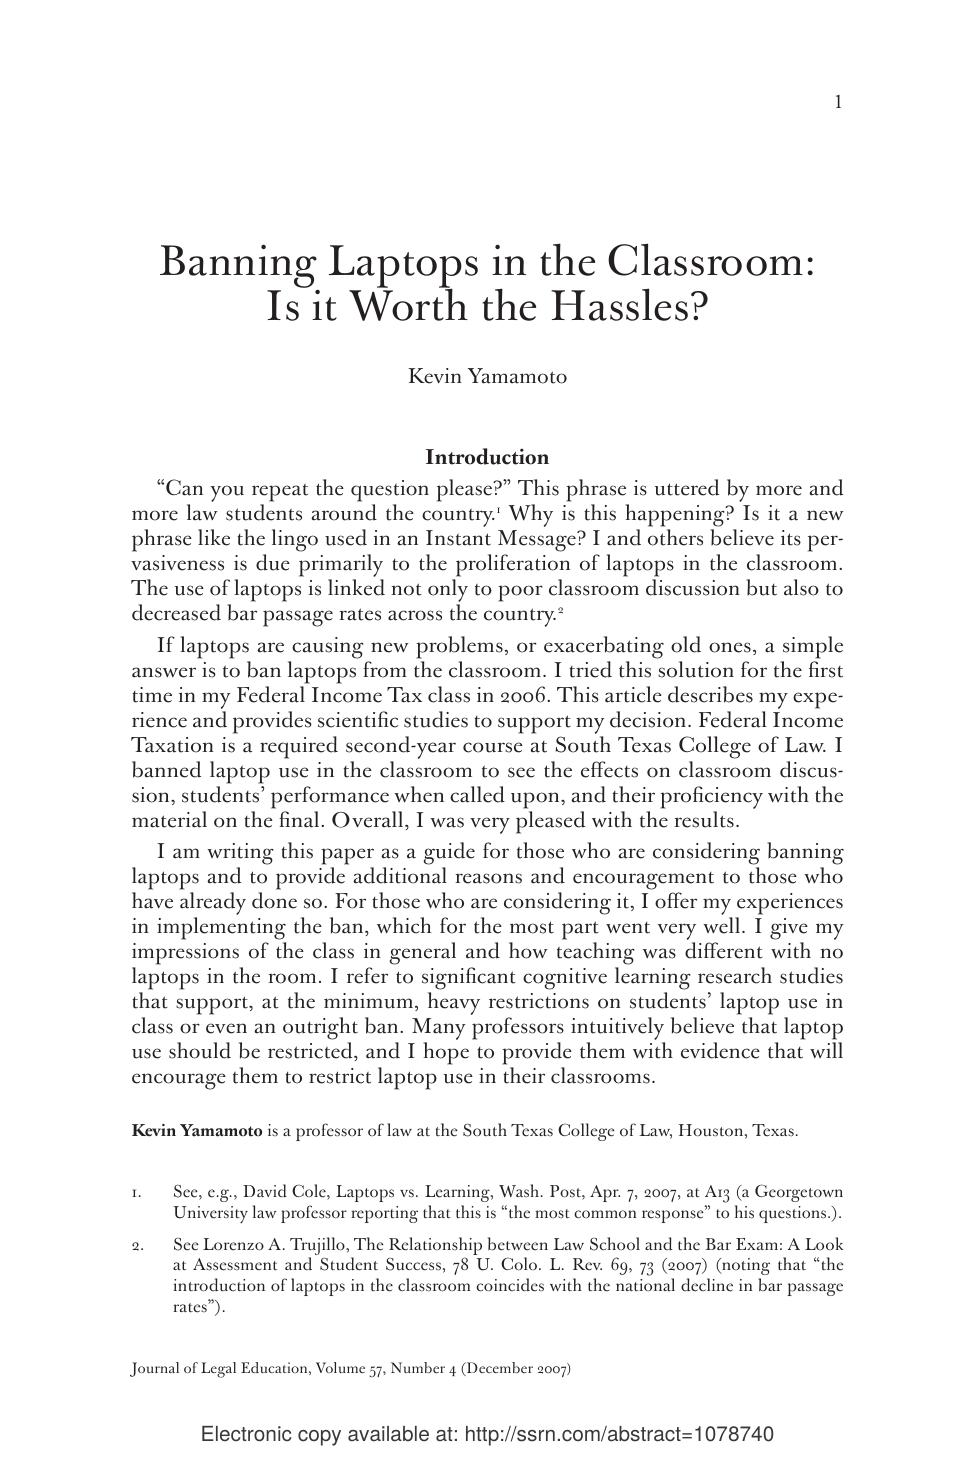 1
Banning Laptops in the Classroom:
Is it Worth the Hassles?
Kevin Yamamoto
Introduction
“Can you repeat the question please?” This phrase is uttered by more and
more law students around the country.1 Why is this happening? Is it a new
phrase like the lingo used in an Instant Message? I and others believe its per-
vasiveness is due primarily to the proliferation of laptops in the classroom.
The use of laptops is linked not only to poor classroom discussion but also to
decreased bar passage rates across the country.2
If laptops are causing new problems, or exacerbating old ones, a simple
answer is to ban laptops from the classroom. I tried this solution for the first
time in my Federal Income Tax class in 2006. This article describes my expe-
rience and provides scientific studies to support my decision. Federal Income
Taxation is a required second-year course at South Texas College of Law. I
banned laptop use in the classroom to see the effects on classroom discus-
sion, students’ performance when called upon, and their proficiency with the
material on the final. Overall, I was very pleased with the results.
I am writing this paper as a guide for those who are considering banning
laptops and to provide additional reasons and encouragement to those who
have already done so. For those who are considering it, I offer my experiences
in implementing the ban, which for the most part went very well. I give my
impressions of the class in general and how teaching was different with no
laptops in the room. I refer to significant cognitive learning research studies
that support, at the minimum, heavy restrictions on students’ laptop use in
class or even an outright ban. Many professors intuitively believe that laptop
use should be restricted, and I hope to provide them with evidence that will
encourage them to restrict laptop use in their classrooms.
Kevin Yamamoto is a professor of law at the South Texas College of Law, Houston, Texas.
1. See, e.g., David Cole, Laptops vs. Learning, Wash. Post, Apr. 7, 2007, at A13 (a Georgetown
University law professor reporting that this is “the most common response” to his questions.).
2. See Lorenzo A. Trujillo, The Relationship between Law School and the Bar Exam: A Look
at Assessment and Student Success, 78 U. Colo. L. Rev. 69, 73 (2007) (noting that “the
introduction of laptops in the classroom coincides with the national decline in bar passage
rates”).
Journal of Legal Education, Volume 57, Number 4 (December 2007)
Electronic copy available at: http://ssrn.com/abstract=1078740